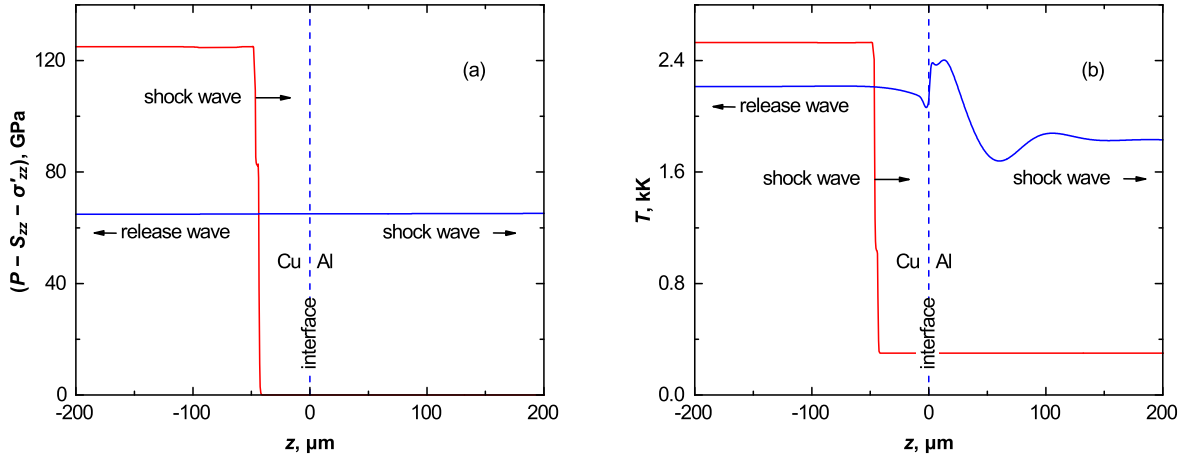 (P − S_zz − σ'_zz), GPa
120
80
40
0
(a)
shock wave
release wave
shock wave
Cu
Al
interface
-200
-100
0
100
200
z, µm
T, kK
2.4
1.6
0.8
0.0
(b)
release wave
shock wave
shock wave
Cu
Al
interface
-200
-100
0
100
200
z, µm